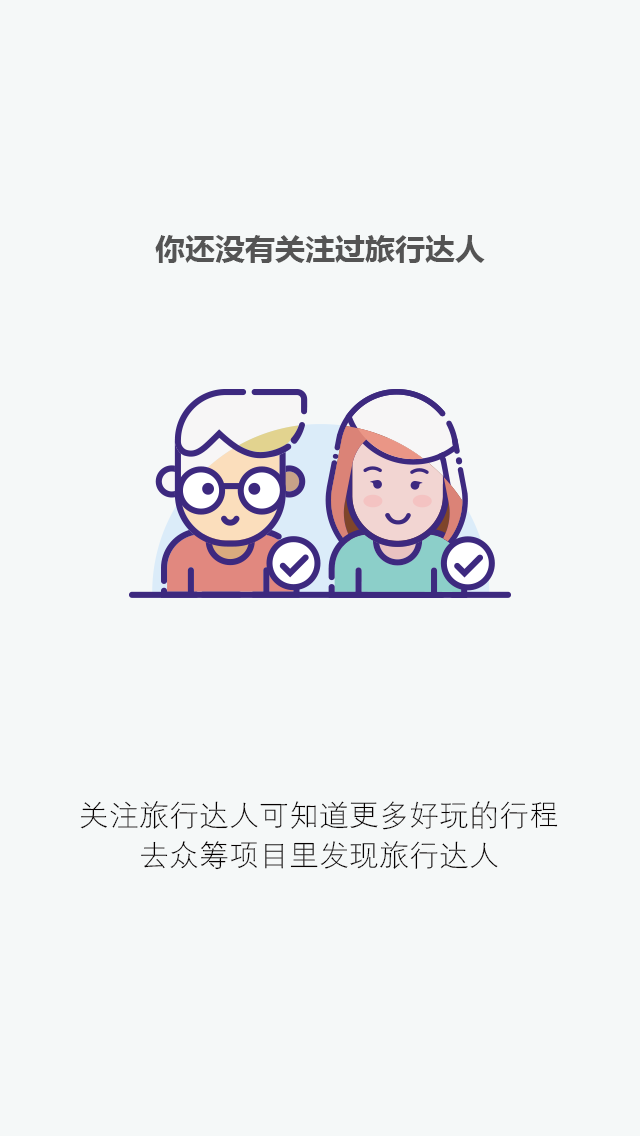 你还没有关注过旅行达人
关注旅行达人可知道更多好玩的行程
去众筹项目里发现旅行达人